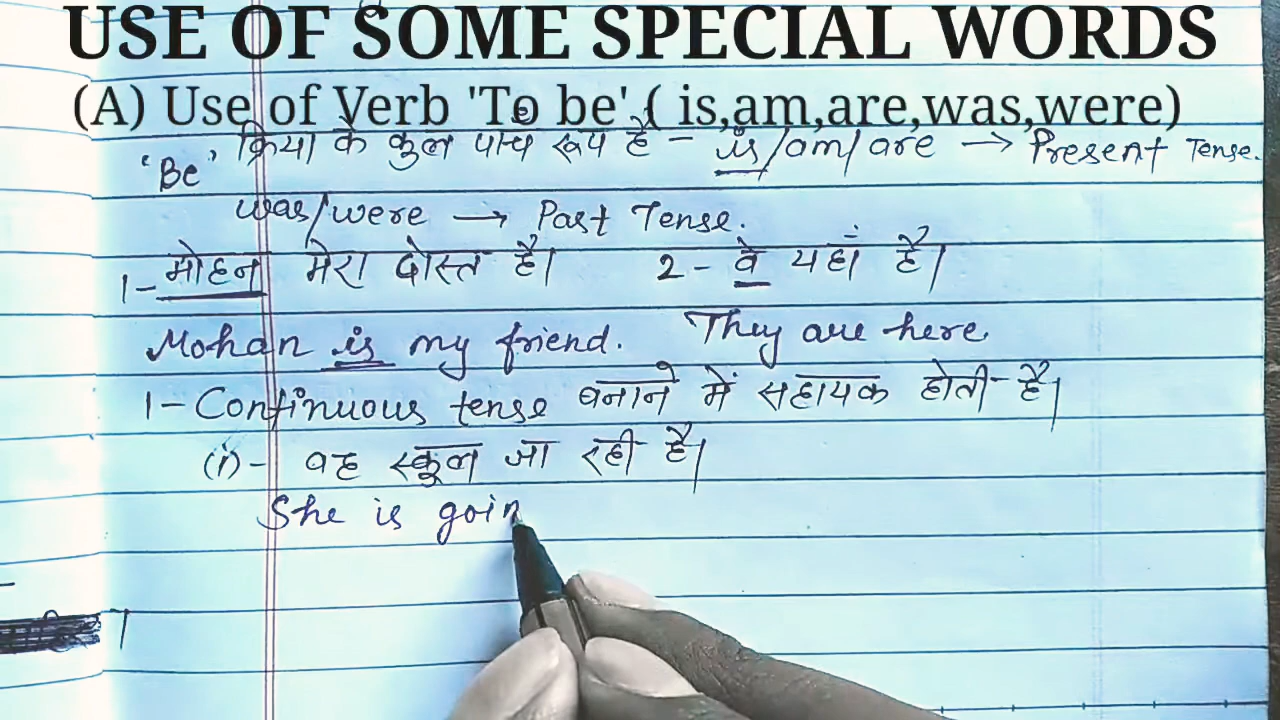 USE OF SOME SPECIAL WORDS
(A) Use of Verb 'To be' ( is,am,are,was,were)
'Be' क्रिया के कुल पाच रूप है - is/am/are → Present Tense.
was/were → Past Tense.
1- मोहन मेरा दोस्त है। 2- वे यहां हैं।
Mohan is my friend. They are here.
1- Continuous tense बनाने में सहायक होती है।
(i)- वह स्कूल जा रही है।
She is goin